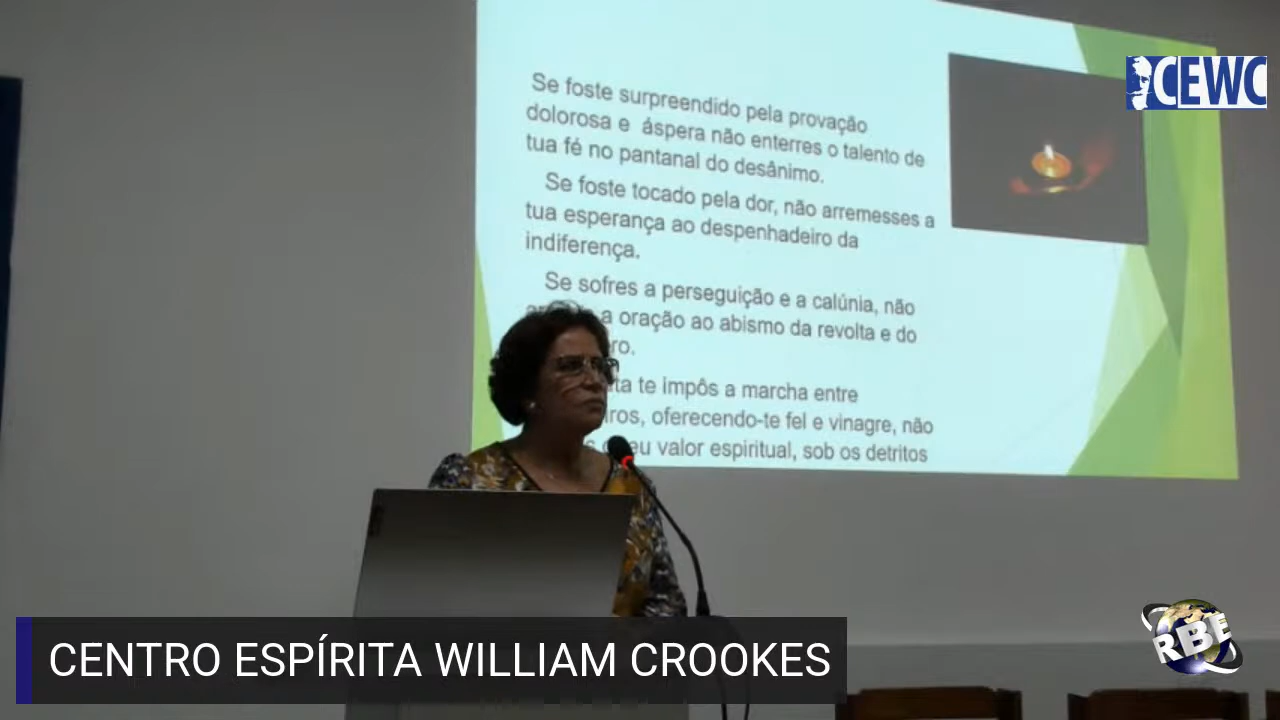 Se foste surpreendido pela provação
dolorosa e áspera não enterres o talento de
tua fé no pantanal do desânimo.
Se foste tocado pela dor, não arremesses a
tua esperança ao despenhadeiro da
indiferença.
Se sofres a perseguição e a calúnia, não
a oração ao abismo da revolta e do
te impôs a marcha entre
oferecendo-te fel e vinagre, não
valor espiritual, sob os detritos
CEWC
RBE
CENTRO ESPÍRITA WILLIAM CROOKES